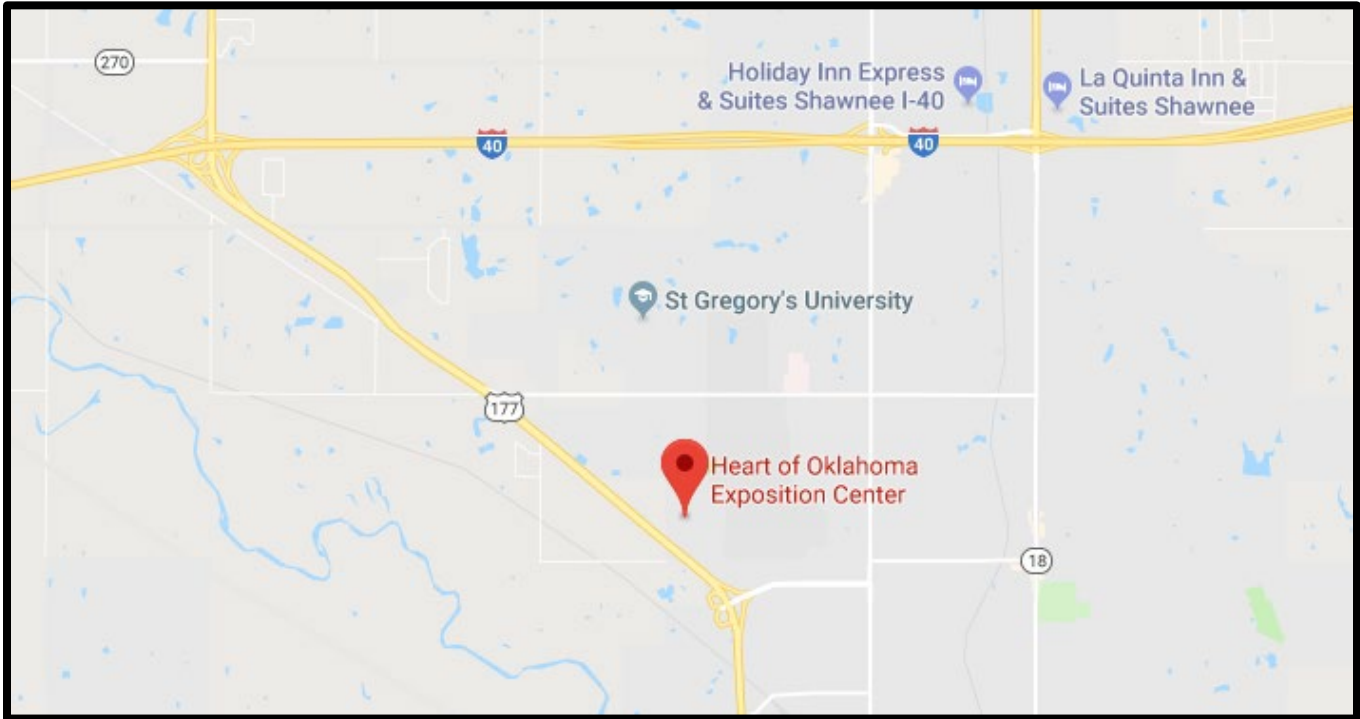 270
Holiday Inn Express
& Suites Shawnee I-40
La Quinta Inn &
Suites Shawnee
40
40
St Gregory's University
177
Heart of Oklahoma
Exposition Center
18